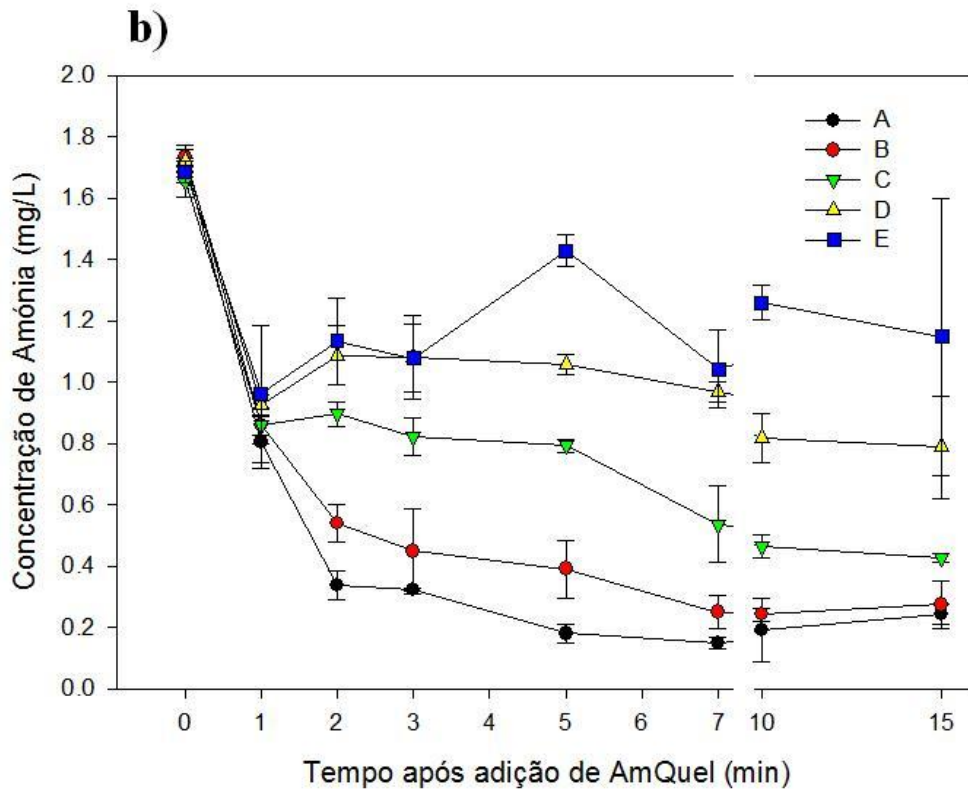 b)
2.0
1.8
1.6
1.4
1.2
1.0
0.8
0.6
0.4
0.2
0.0
Concentração de Amónia (mg/L)
A
B
C
D
E
0 1 2 3 4 5 6 7 10 15
Tempo após adição de AmQuel (min)